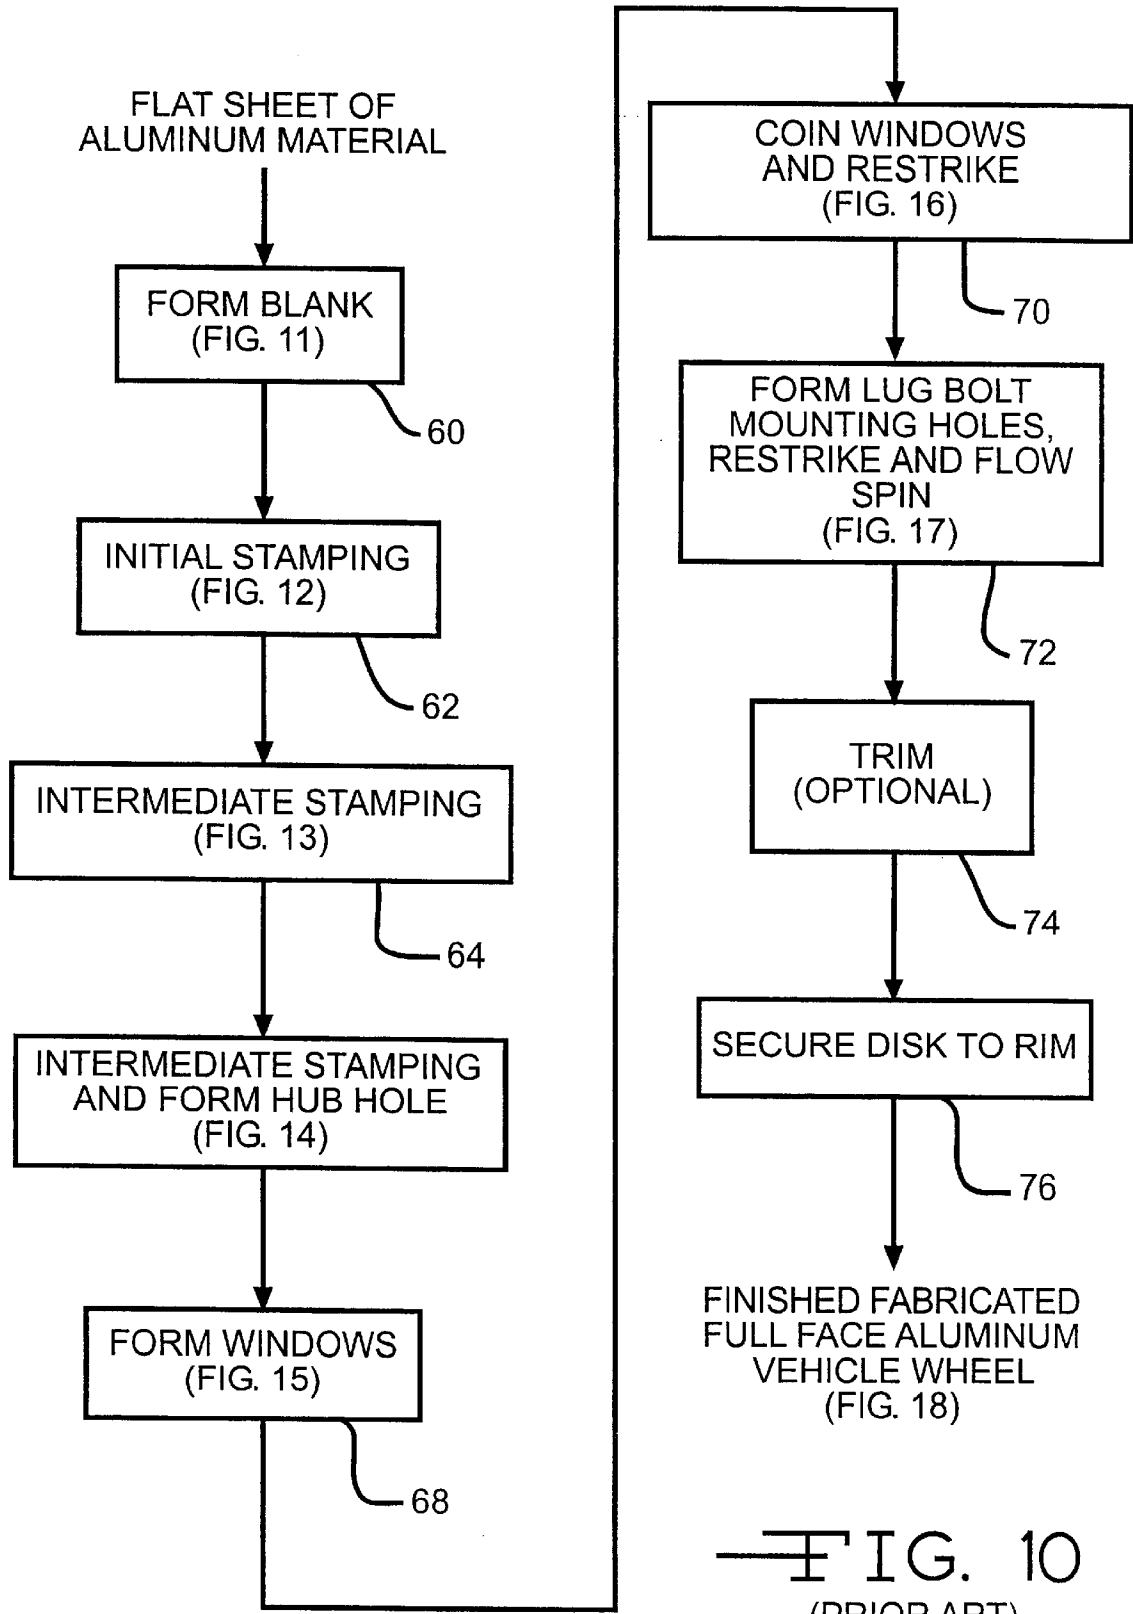 FLAT SHEET OF
ALUMINUM MATERIAL
FORM BLANK
(FIG. 11)
60
INITIAL STAMPING
(FIG. 12)
62
INTERMEDIATE STAMPING
(FIG. 13)
64
INTERMEDIATE STAMPING
AND FORM HUB HOLE
(FIG. 14)
FORM WINDOWS
(FIG. 15)
68
COIN WINDOWS
AND RESTRIKE
(FIG. 16)
70
FORM LUG BOLT
MOUNTING HOLES,
RESTRIKE AND FLOW
SPIN
(FIG. 17)
72
TRIM
(OPTIONAL)
74
SECURE DISK TO RIM
76
FINISHED FABRICATED
FULL FACE ALUMINUM
VEHICLE WHEEL
(FIG. 18)
FIG. 10
(PRIOR ART)